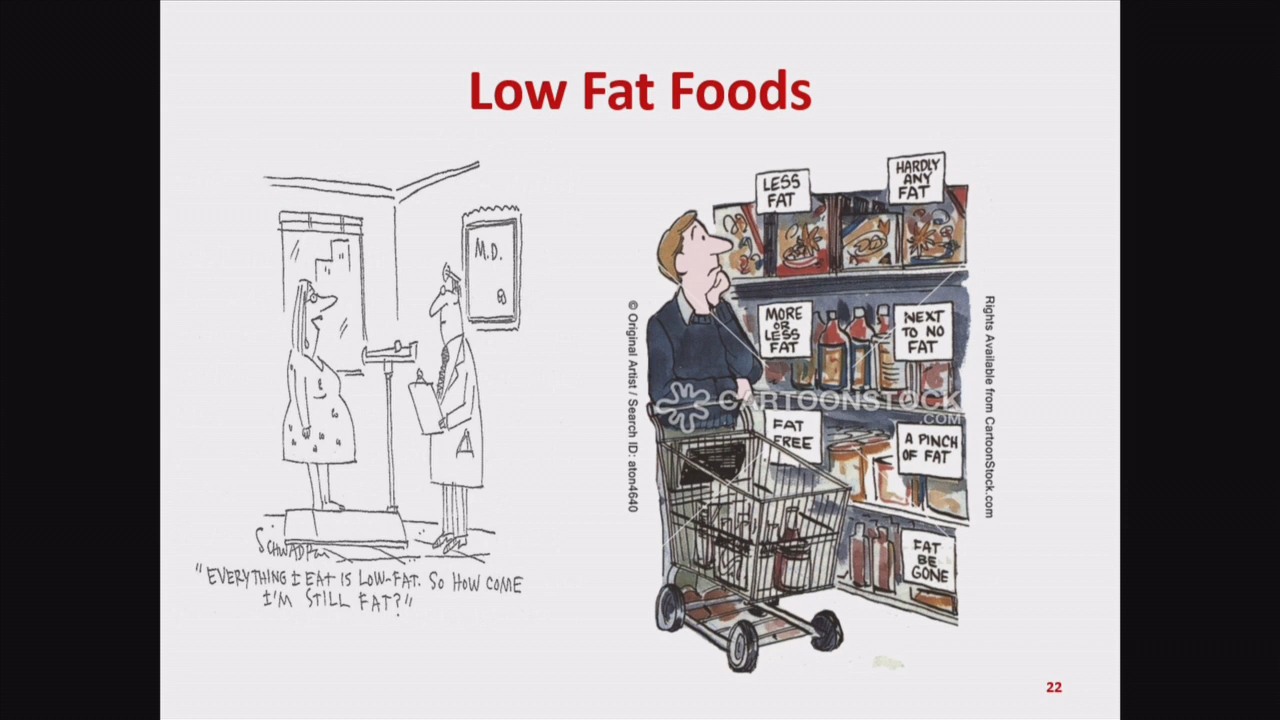 Low Fat Foods
M.D.
SCHWADRON
"EVERYTHING I EAT IS LOW-FAT. SO HOW COME
I'M STILL FAT?"
© Original Artist / Search ID: aton4640
LESS
FAT
HARDLY
ANY
FAT
MORE
OR
LESS
FAT
NEXT
TO NO
FAT
CARTOONSTOCK
.COM
FAT
FREE
A PINCH
OF FAT
FAT
BE
GONE
Rights Available from CartoonStock.com
22